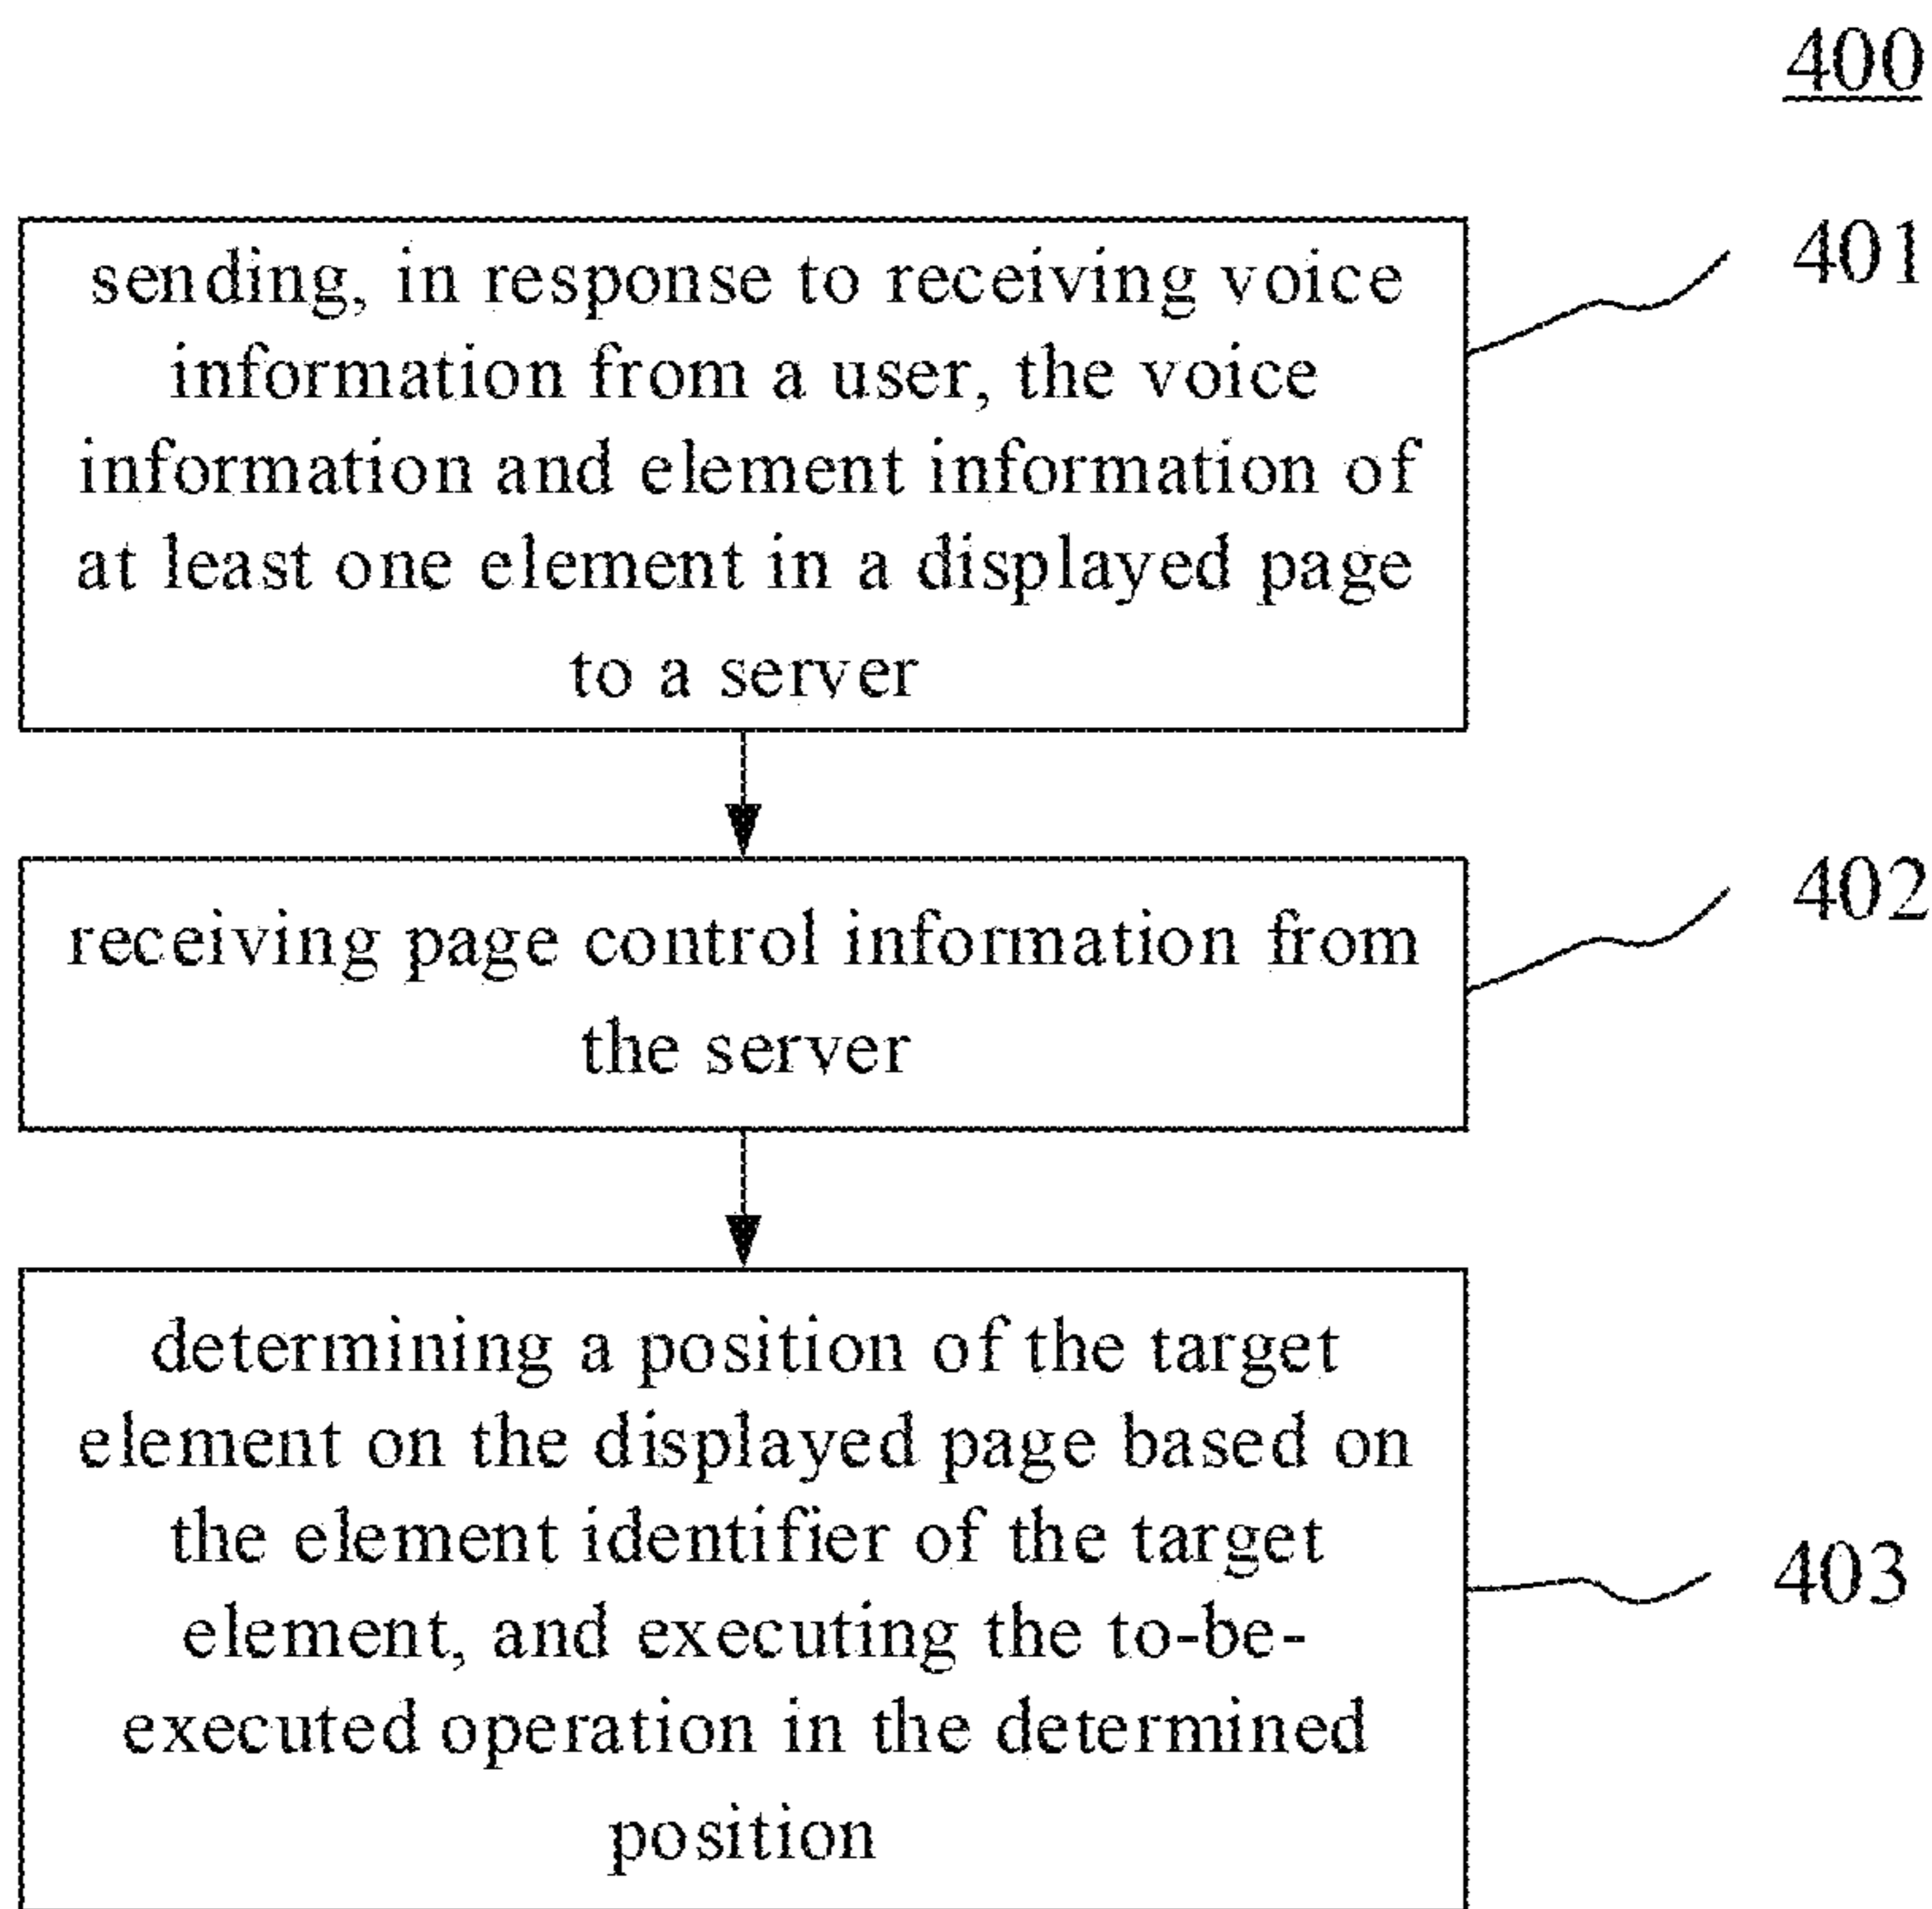 400
sending, in response to receiving voice
information from a user, the voice
information and element information of
at least one element in a displayed page
to a server
401
receiving page control information from
the server
402
determining a position of the target
element on the displayed page based on
the element identifier of the target
element, and executing the to-be-
executed operation in the determined
position
403